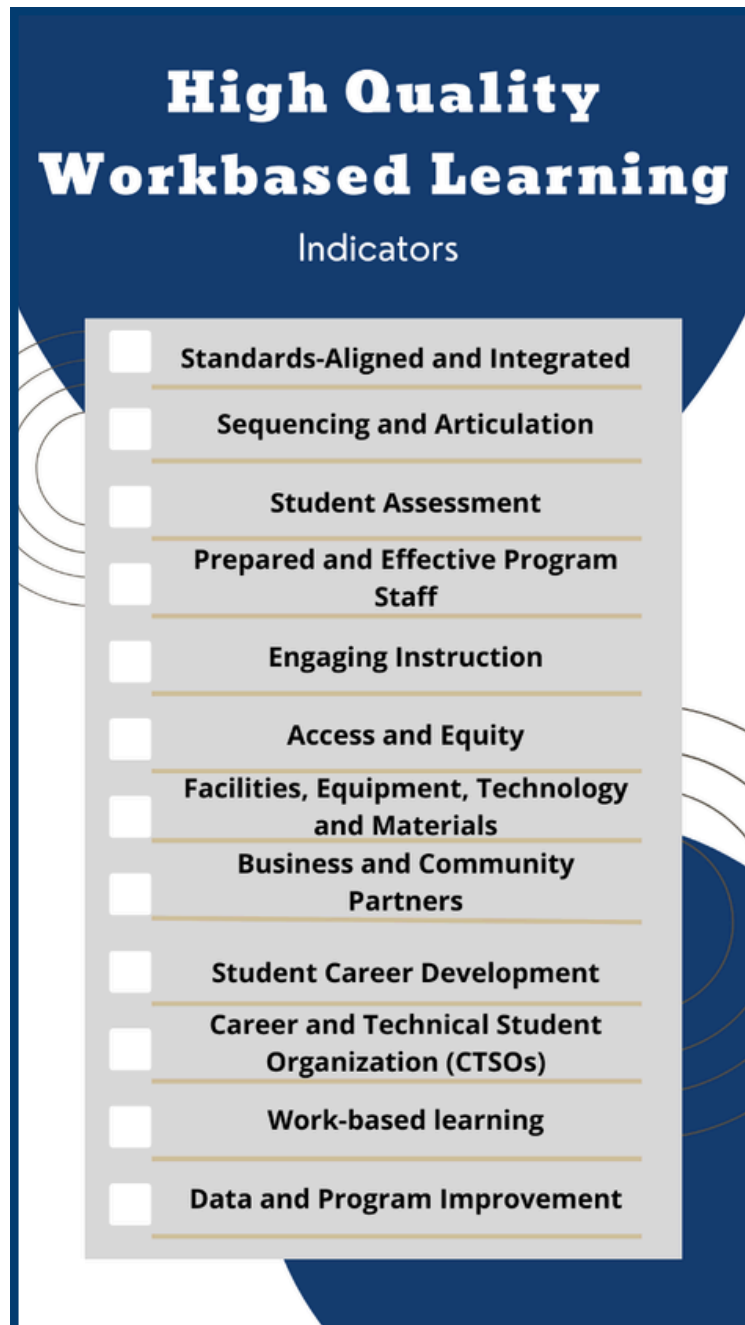 High Quality
Workbased Learning
Indicators
Standards-Aligned and Integrated
Sequencing and Articulation
Student Assessment
Prepared and Effective Program
Staff
Engaging Instruction
Access and Equity
Facilities, Equipment, Technology
and Materials
Business and Community
Partners
Student Career Development
Career and Technical Student
Organization (CTSOs)
Work-based learning
Data and Program Improvement